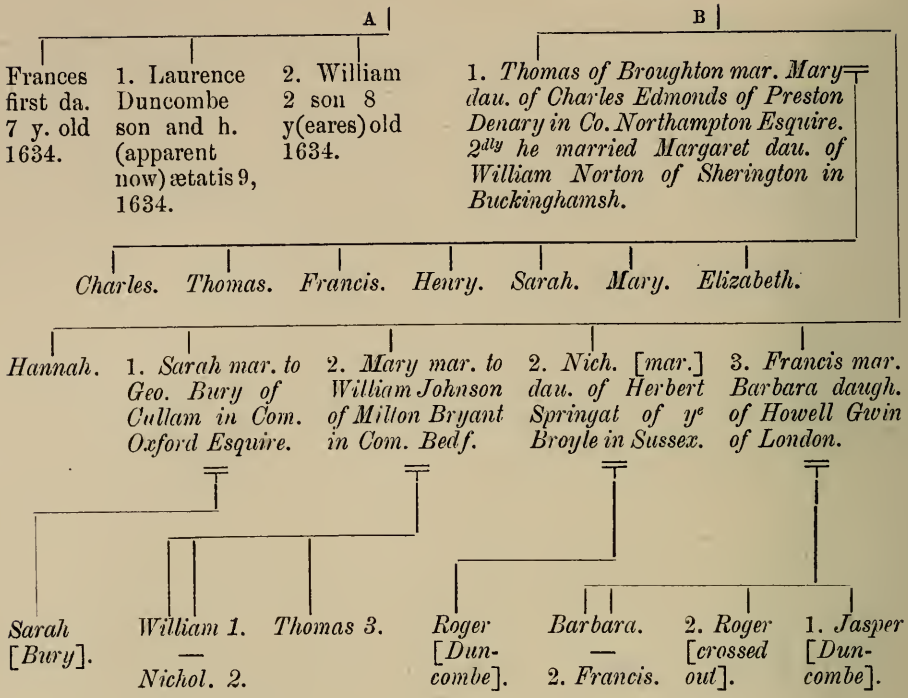 A
B
Frances
first da.
7 y. old
1634.
1. Laurence
Duncombe
son and h.
(apparent
now) ætatis 9,
1634.
2. William
2 son 8
y(eares) old
1634.
1. Thomas of Broughton mar. Mary
dau. of Charles Edmonds of Preston
Denary in Co. Northampton Esquire.
2dly he married Margaret dau. of
William Norton of Sherington in
Buckinghamsh.
Charles. Thomas. Francis. Henry. Sarah. Mary. Elizabeth.
Hannah.
1. Sarah mar. to
Geo. Bury of
Cullam in Com.
Oxford Esquire.
2. Mary mar. to
William Johnson
of Milton Bryant
in Com. Bedf.
2. Nich. [mar.]
dau. of Herbert
Springat of ye
Broyle in Sussex.
3. Francis mar.
Barbara daugh.
of Howell Gwin
of London.
Sarah
[Bury].
William 1.
—
Nichol. 2.
Thomas 3.
Roger
[Dun-
combe].
Barbara.
—
2. Francis.
2. Roger
[crossed
out].
1. Jasper
[Dun-
combe].